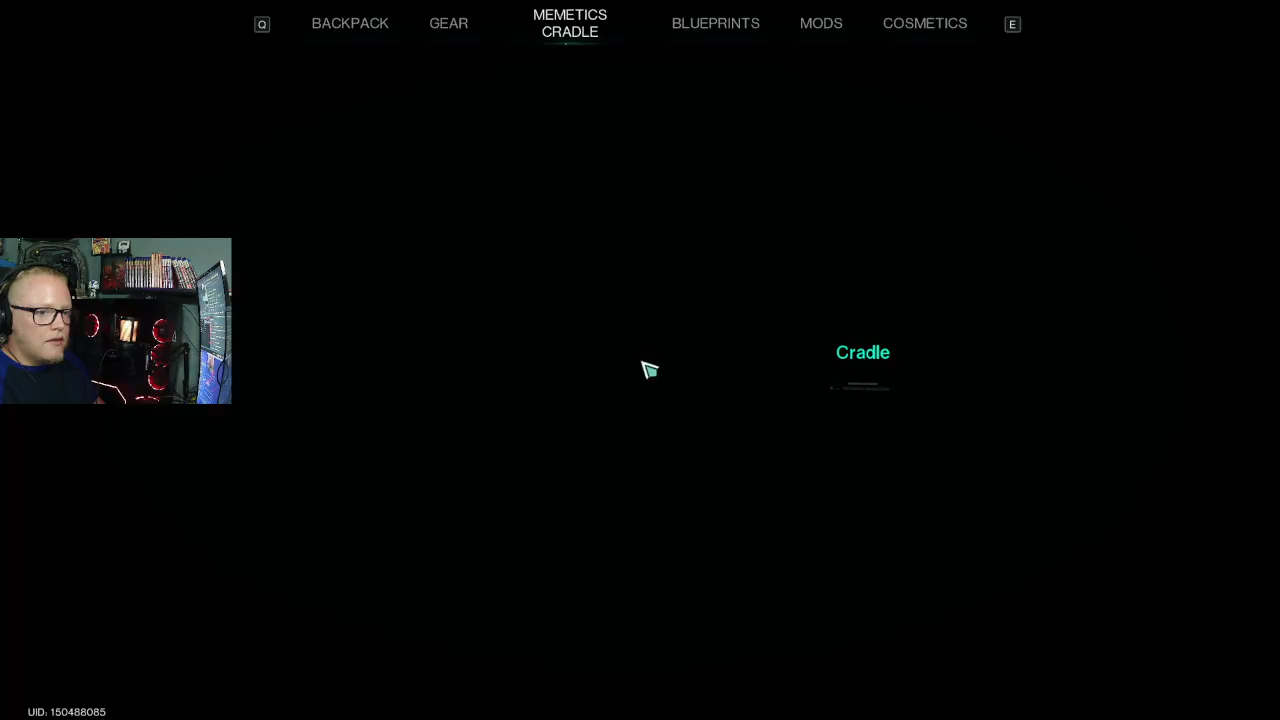 Q
BACKPACK
GEAR
MEMETICS
CRADLE
BLUEPRINTS
MODS
COSMETICS
E
Cradle
UID: 150488085